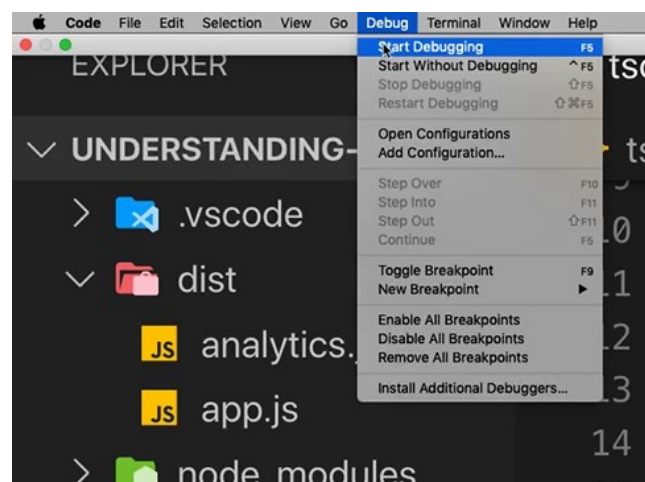 Code File Edit Selection View Go Debug Terminal Window Help
EXPLORER
UNDERSTANDING-
.vscode
dist
JS analytics.
JS app.js
node_modules
Start Debugging F5
Start Without Debugging ^F5
Stop Debugging ⇧F5
Restart Debugging ⇧⌘F5
Open Configurations
Add Configuration...
Step Over F10
Step Into F11
Step Out ⇧F11
Continue F5
Toggle Breakpoint F9
New Breakpoint
Enable All Breakpoints
Disable All Breakpoints
Remove All Breakpoints
Install Additional Debuggers...
tsc
ts
10
11
12
13
14